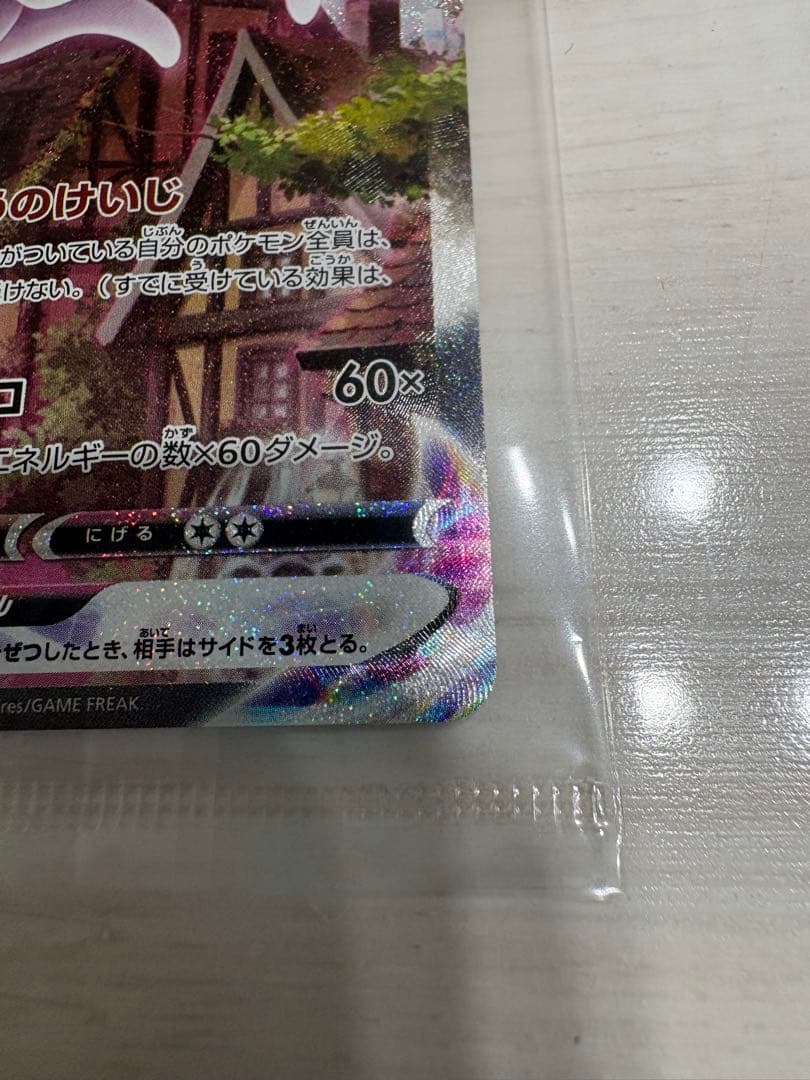 のけいじ
がついている自分のポケモン全員は、
けない。(すでに受けている効果は、
コ 60×
エネルギーの数×60ダメージ。
にげる
ル
ぜつしたとき、相手はサイドを3枚とる。
res/GAME FREAK